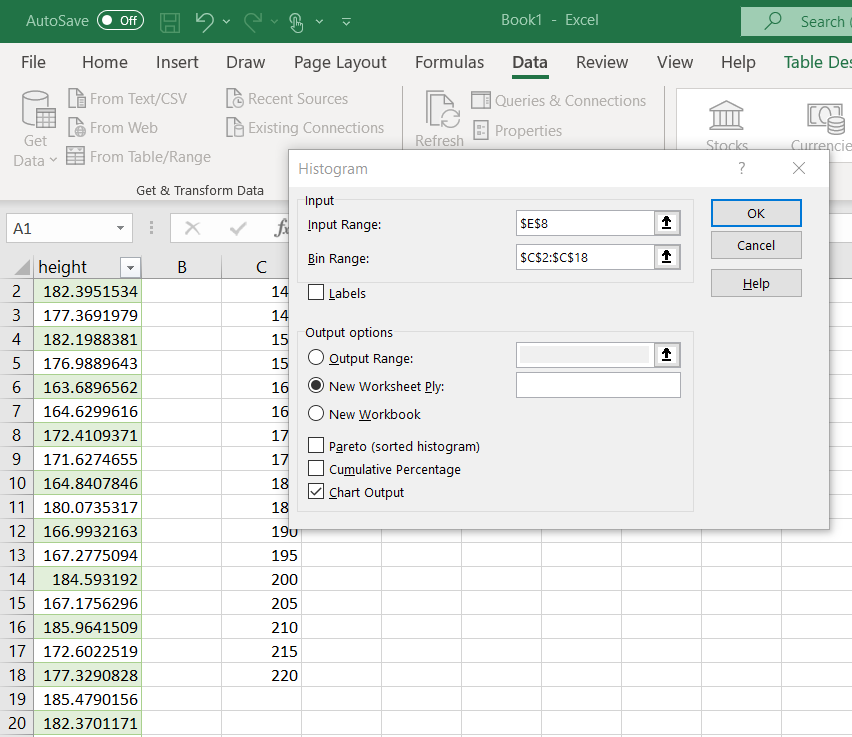 AutoSave Off Book1 - Excel Search
File Home Insert Draw Page Layout Formulas Data Review View Help Table Des
Get Data
From Text/CSV
From Web
From Table/Range
Recent Sources
Existing Connections
Refresh
Queries & Connections
Properties
Stocks
Currencie
Get & Transform Data
A1 fx
height B C
2 182.3951534 14
3 177.3691979 14
4 182.1988381 15
5 176.9889643 15
6 163.6896562 16
7 164.6299616 16
8 172.4109371 17
9 171.6274655 17
10 164.8407846 18
11 180.0735317 18
12 166.9932163 190
13 167.2775094 195
14 184.593192 200
15 167.1756296 205
16 185.9641509 210
17 172.6022519 215
18 177.3290828 220
19 185.4790156
20 182.3701171
Histogram ?
Input
Input Range: $E$8
Bin Range: $C$2:$C$18
Labels
Output options
Output Range:
New Worksheet Ply:
New Workbook
Pareto (sorted histogram)
Cumulative Percentage
Chart Output
OK
Cancel
Help